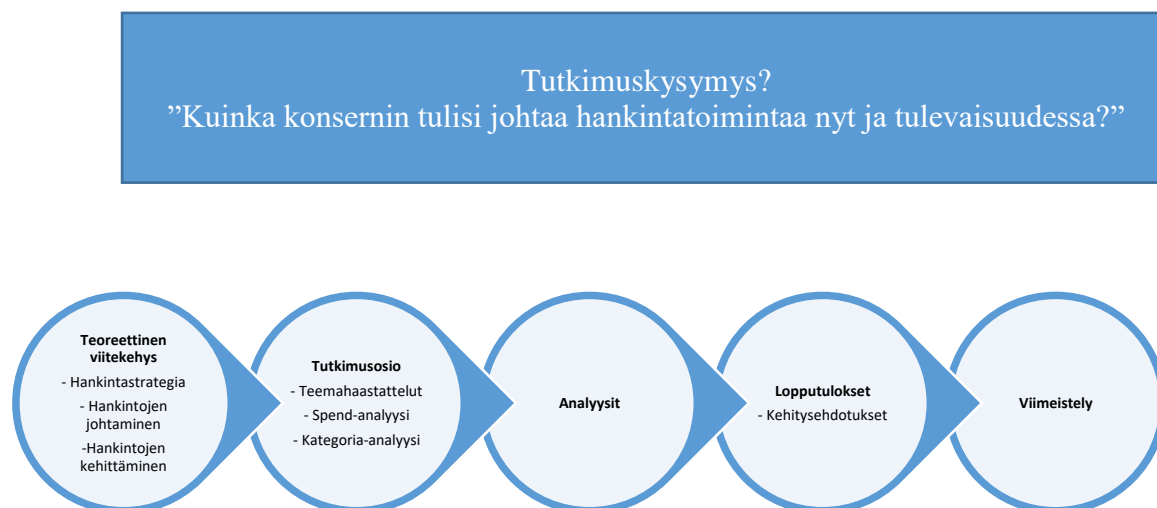 Tutkimuskysymys?
”Kuinka konsernin tulisi johtaa hankintatoimintaa nyt ja tulevaisuudessa?”
Teoreettinen
viitekehys
- Hankintastrategia
- Hankintojen
johtaminen
-Hankintojen
kehittäminen
Tutkimusosio
- Teemahaastattelut
- Spend-analyysi
- Kategoria-analyysi
Analyysit
Lopputulokset
- Kehitysehdotukset
Viimeistely